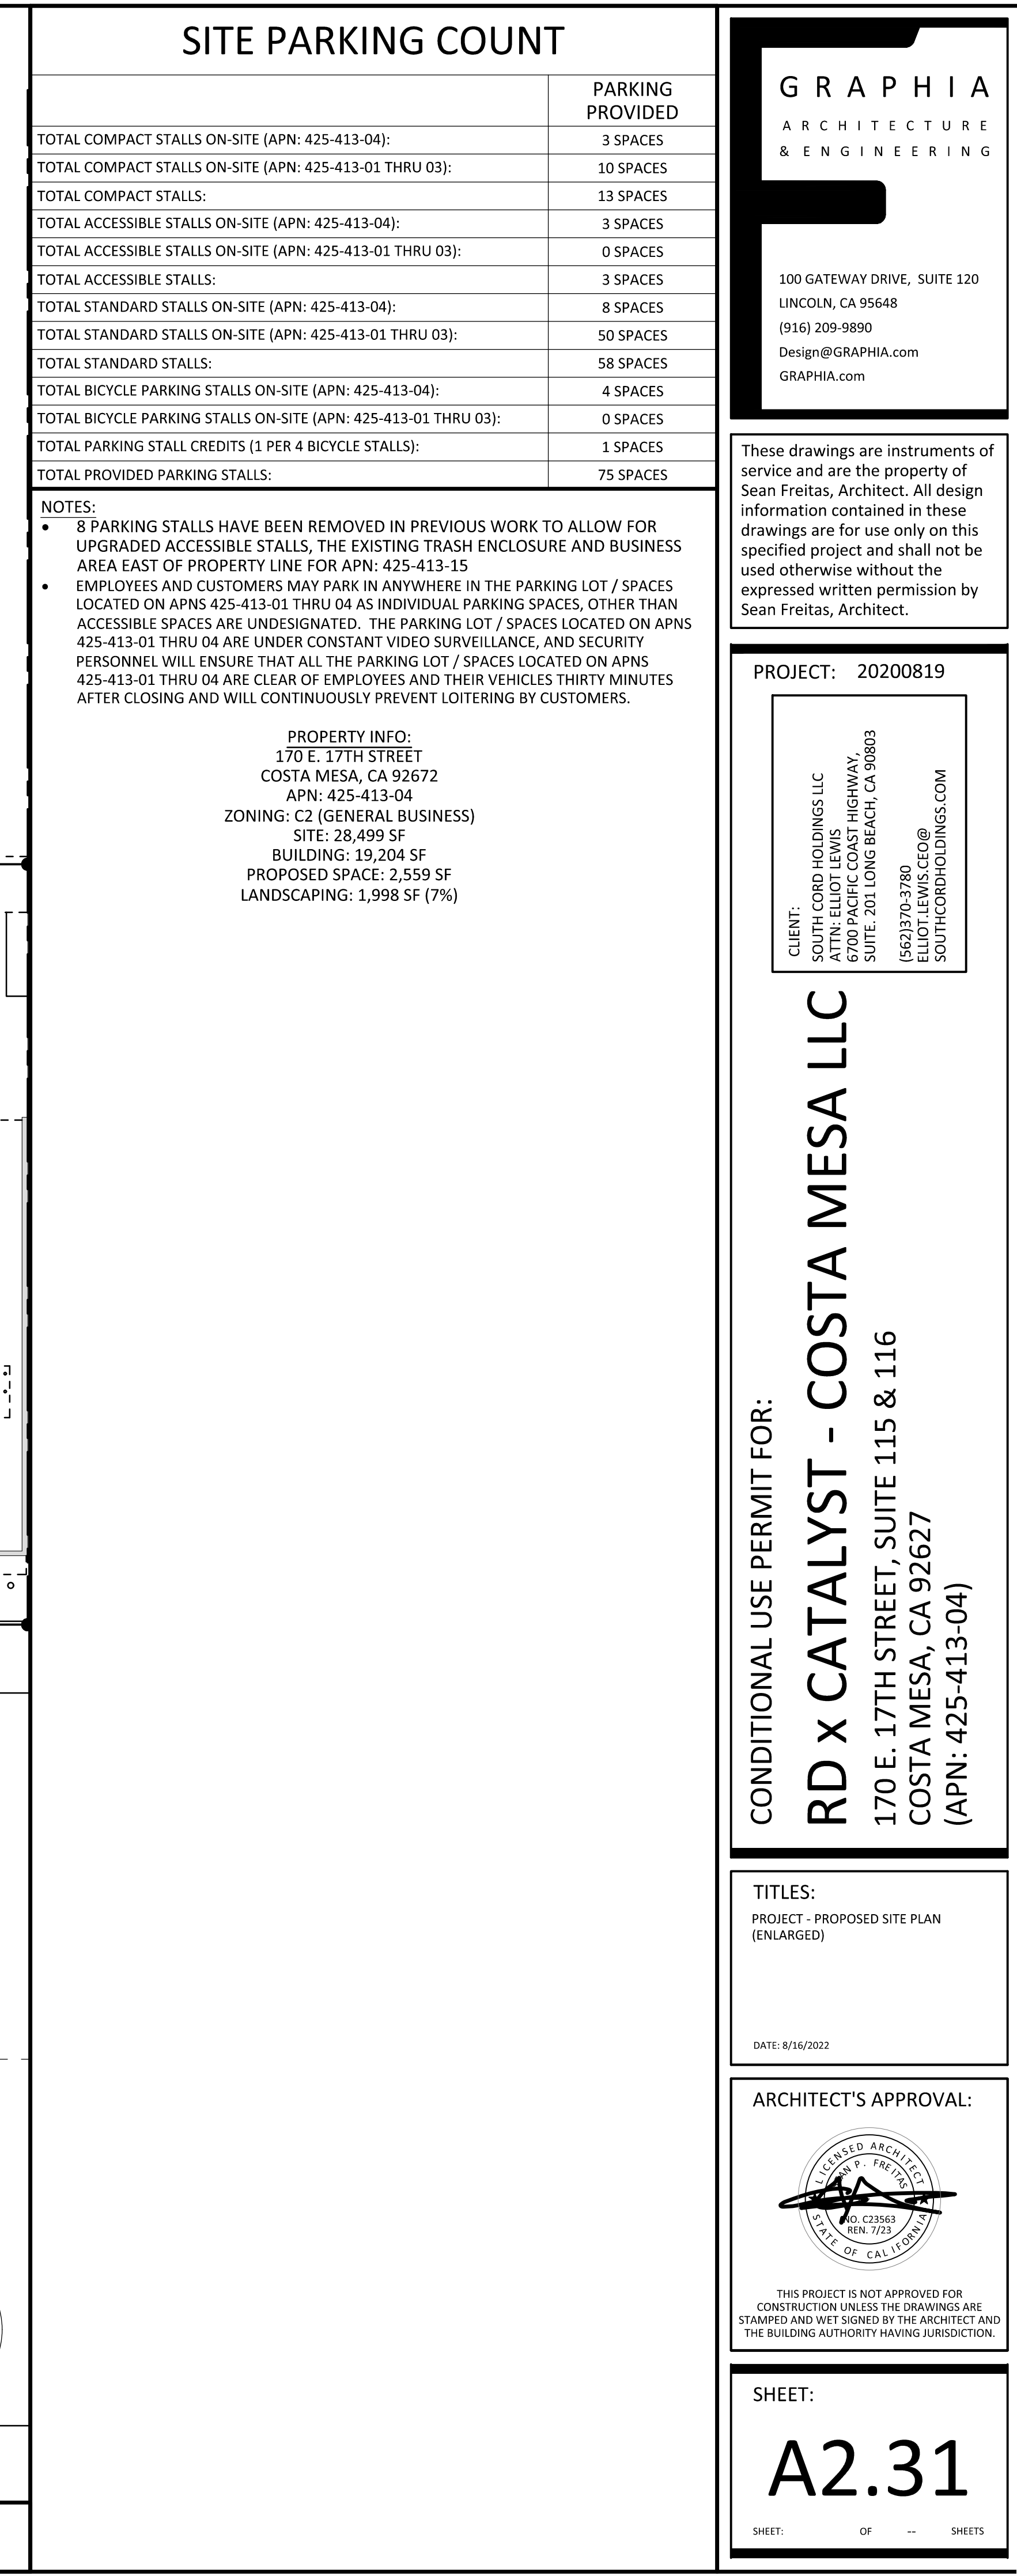 SITE PARKING COUNT
PARKING
PROVIDED
TOTAL COMPACT STALLS ON-SITE (APN: 425-413-04): 3 SPACES
TOTAL COMPACT STALLS ON-SITE (APN: 425-413-01 THRU 03): 10 SPACES
TOTAL COMPACT STALLS: 13 SPACES
TOTAL ACCESSIBLE STALLS ON-SITE (APN: 425-413-04): 3 SPACES
TOTAL ACCESSIBLE STALLS ON-SITE (APN: 425-413-01 THRU 03): 0 SPACES
TOTAL ACCESSIBLE STALLS: 3 SPACES
TOTAL STANDARD STALLS ON-SITE (APN: 425-413-04): 8 SPACES
TOTAL STANDARD STALLS ON-SITE (APN: 425-413-01 THRU 03): 50 SPACES
TOTAL STANDARD STALLS: 58 SPACES
TOTAL BICYCLE PARKING STALLS ON-SITE (APN: 425-413-04): 4 SPACES
TOTAL BICYCLE PARKING STALLS ON-SITE (APN: 425-413-01 THRU 03): 0 SPACES
TOTAL PARKING STALL CREDITS (1 PER 4 BICYCLE STALLS): 1 SPACES
TOTAL PROVIDED PARKING STALLS: 75 SPACES
NOTES:
• 8 PARKING STALLS HAVE BEEN REMOVED IN PREVIOUS WORK TO ALLOW FOR
UPGRADED ACCESSIBLE STALLS, THE EXISTING TRASH ENCLOSURE AND BUSINESS
AREA EAST OF PROPERTY LINE FOR APN: 425-413-15
• EMPLOYEES AND CUSTOMERS MAY PARK IN ANYWHERE IN THE PARKING LOT / SPACES
LOCATED ON APNS 425-413-01 THRU 04 AS INDIVIDUAL PARKING SPACES, OTHER THAN
ACCESSIBLE SPACES ARE UNDESIGNATED. THE PARKING LOT / SPACES LOCATED ON APNS
425-413-01 THRU 04 ARE UNDER CONSTANT VIDEO SURVEILLANCE, AND SECURITY
PERSONNEL WILL ENSURE THAT ALL THE PARKING LOT / SPACES LOCATED ON APNS
425-413-01 THRU 04 ARE CLEAR OF EMPLOYEES AND THEIR VEHICLES THIRTY MINUTES
AFTER CLOSING AND WILL CONTINUOUSLY PREVENT LOITERING BY CUSTOMERS.
PROPERTY INFO:
170 E. 17TH STREET
COSTA MESA, CA 92672
APN: 425-413-04
ZONING: C2 (GENERAL BUSINESS)
SITE: 28,499 SF
BUILDING: 19,204 SF
PROPOSED SPACE: 2,559 SF
LANDSCAPING: 1,998 SF (7%)
GRAPHIA
ARCHITECTURE
& ENGINEERING
100 GATEWAY DRIVE, SUITE 120
LINCOLN, CA 95648
(916) 209-9890
Design@GRAPHIA.com
GRAPHIA.com
These drawings are instruments of
service and are the property of
Sean Freitas, Architect. All design
information contained in these
drawings are for use only on this
specified project and shall not be
used otherwise without the
expressed written permission by
Sean Freitas, Architect.
PROJECT: 20200819
CLIENT:
SOUTH CORD HOLDINGS LLC
ATTN: ELLIOT LEWIS
6700 PACIFIC COAST HIGHWAY,
SUITE. 201 LONG BEACH, CA 90803
(562)370-3780
ELLIOT.LEWIS.CEO@
SOUTHCORDHOLDINGS.COM
CONDITIONAL USE PERMIT FOR:
RD x CATALYST - COSTA MESA LLC
170 E. 17TH STREET, SUITE 115 & 116
COSTA MESA, CA 92627
(APN: 425-413-04)
TITLES:
PROJECT - PROPOSED SITE PLAN
(ENLARGED)
DATE: 8/16/2022
ARCHITECT'S APPROVAL:
LICENSED ARCHITECT
P. FREITAS
NO. C23563
REN. 7/23
STATE OF CALIFORNIA
THIS PROJECT IS NOT APPROVED FOR
CONSTRUCTION UNLESS THE DRAWINGS ARE
STAMPED AND WET SIGNED BY THE ARCHITECT AND
THE BUILDING AUTHORITY HAVING JURISDICTION.
SHEET:
A2.31
SHEET: OF -- SHEETS